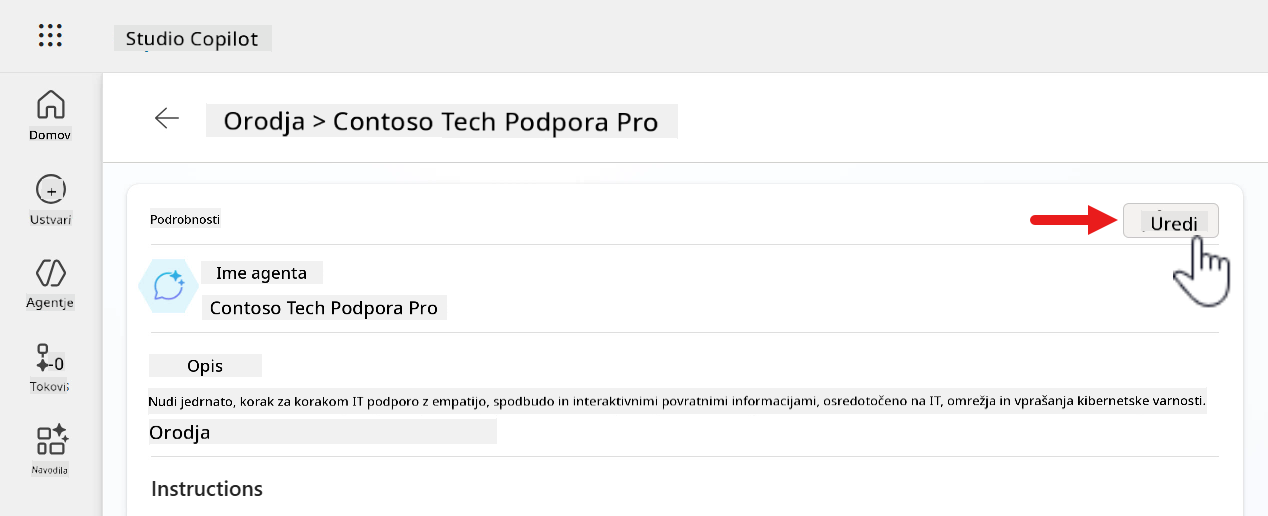 Studio Copilot
Domov
Ustvari
Agentje
Tokovi
Navodila
Orodja > Contoso Tech Podpora Pro
Podrobnosti
Uredi
Ime agenta
Contoso Tech Podpora Pro
Opis
Nudi jedrnato, korak za korakom IT podporo z empatijo, spodbudo in interaktivnimi povratnimi informacijami, osredotočeno na IT, omrežja in vprašanja kibernetske varnosti.
Orodja
Instructions